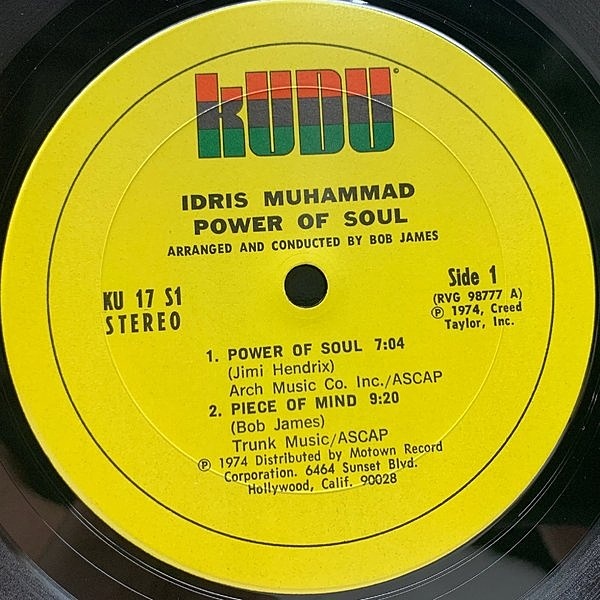 kUDU ©
IDRIS MUHAMMAD
POWER OF SOUL
ARRANGED AND CONDUCTED BY BOB JAMES
KU 17 S1
STEREO
Side 1
(RVG 98777 A)
℗ 1974, Creed
Taylor, Inc.
1. POWER OF SOUL 7:04
(Jimi Hendrix)
Arch Music Co. Inc./ASCAP
2. PIECE OF MIND 9:20
(Bob James)
Trunk Music/ASCAP
℗ 1974 Distributed by Motown Record
Corporation. 6464 Sunset Blvd.
Hollywood, Calif. 90028